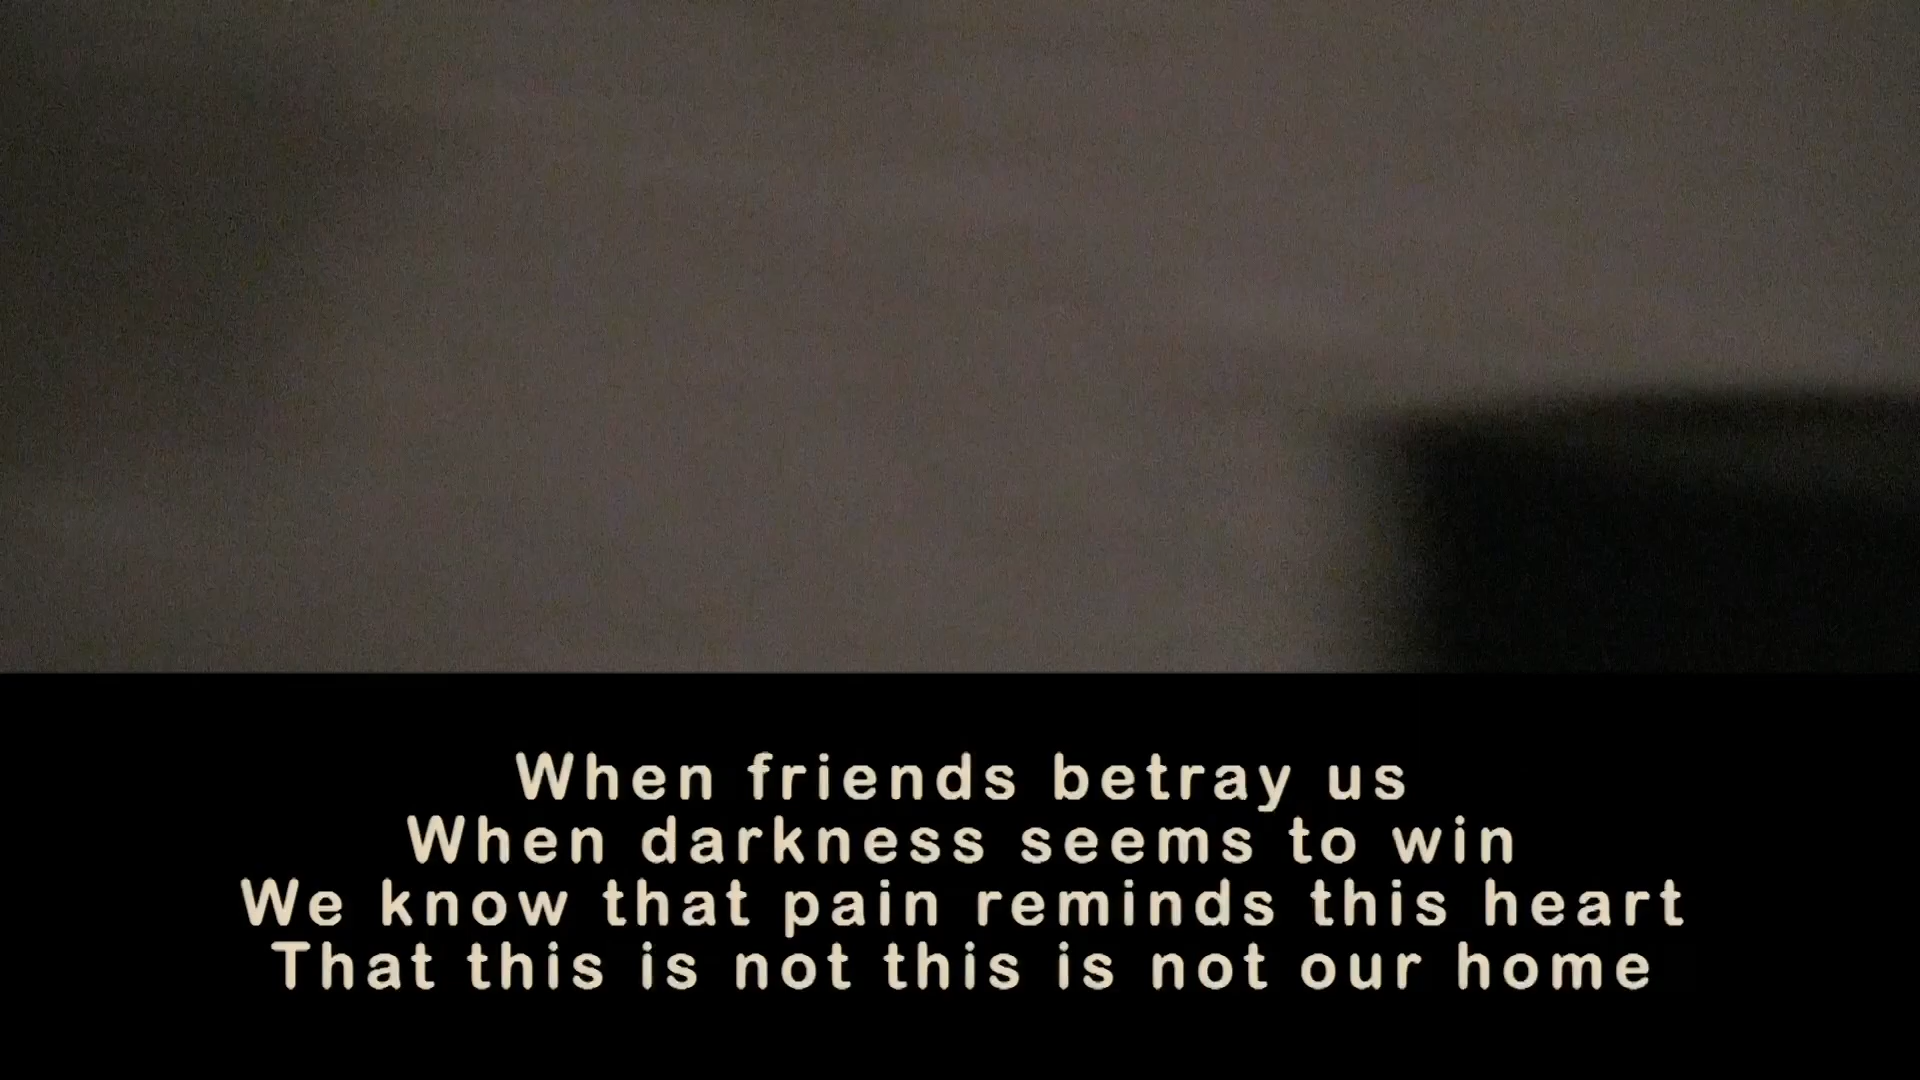 When friends betray us
When darkness seems to win
We know that pain reminds this heart
That this is not this is not our home